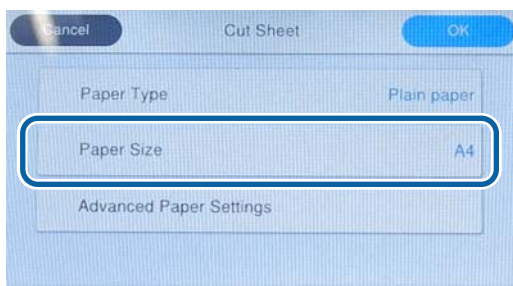 Cancel Cut Sheet OK
Paper Type Plain paper
Paper Size A4
Advanced Paper Settings